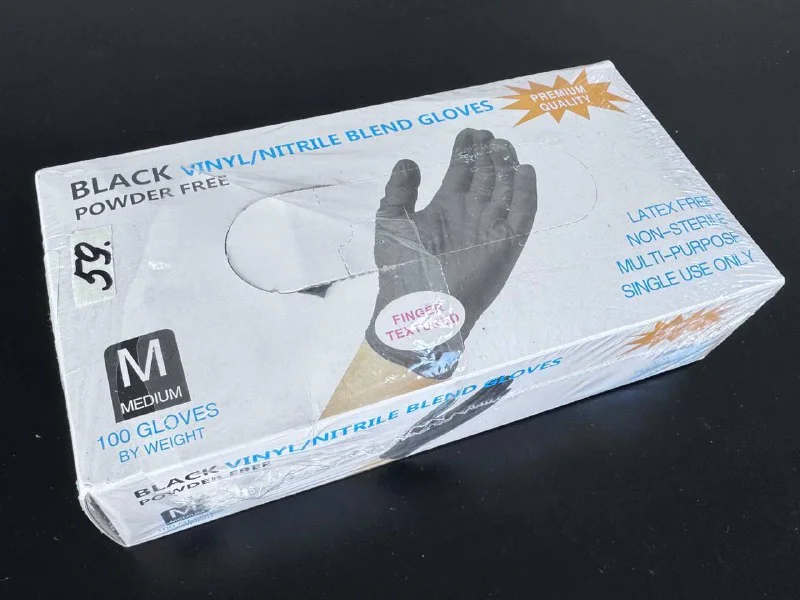 BLACK VINYL/NITRILE BLEND GLOVES
POWDER FREE
PREMIUM
QUALITY
59.
LATEX FREE
NON-STERILE
MULTI-PURPOSE
SINGLE USE ONLY
FINGER
TEXTURED
M
MEDIUM
100 GLOVES
BY WEIGHT
BLACK VINYL/NITRILE BLEND GLOVES
POWDER FREE
M